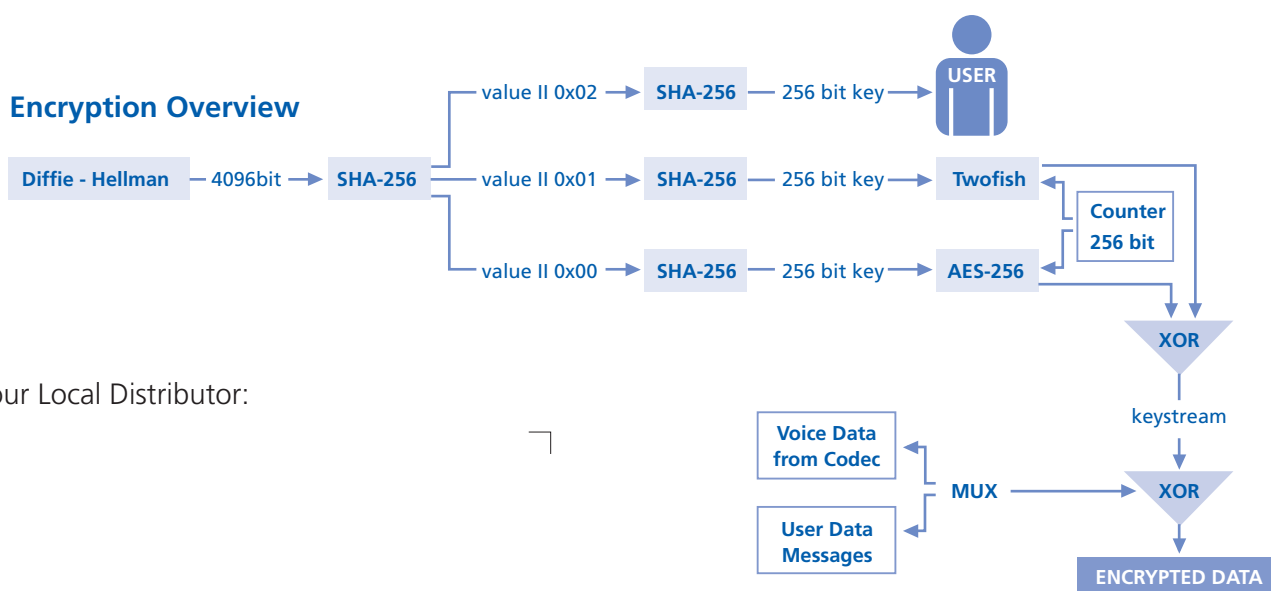 USER
value II 0x02
SHA-256
256 bit key
Encryption Overview
Diffie - Hellman
4096bit
SHA-256
value II 0x01
SHA-256
256 bit key
Twofish
Counter
256 bit
value II 0x00
SHA-256
256 bit key
AES-256
XOR
our Local Distributor:
keystream
Voice Data
from Codec
MUX
XOR
User Data
Messages
ENCRYPTED DATA